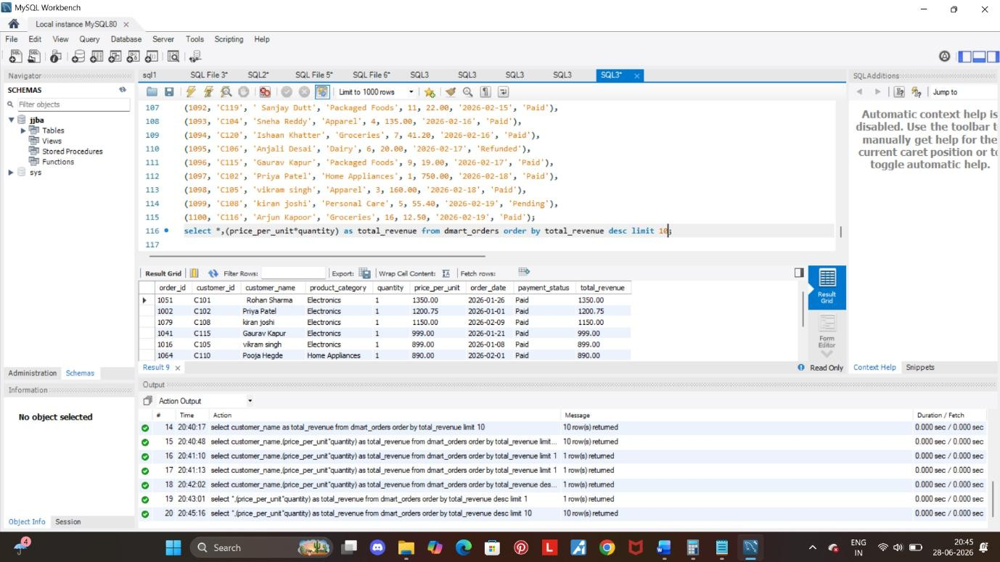 MySQL Workbench
Local instance MySQL80
File Edit View Query Database Server Tools Scripting Help
Navigator
SCHEMAS
Filter objects
jjba
Tables
Views
Stored Procedures
Functions
sys
Administration Schemas
Information
No object selected
Object Info Session
sql1 SQL File 3* SQL2* SQL File 5* SQL File 6* SQL3 SQL3 SQL3 SQL3 SQL3*
Limit to 1000 rows
107 (1092, 'C119', ' Sanjay Dutt', 'Packaged Foods', 11, 22.00, '2026-02-15', 'Paid'),
108 (1093, 'C104', 'Sneha Reddy', 'Apparel', 4, 135.00, '2026-02-16', 'Paid'),
109 (1094, 'C120', 'Ishaan Khatter', 'Groceries', 7, 41.20, '2026-02-16', 'Paid'),
110 (1095, 'C106', 'Anjali Desai', 'Dairy', 6, 20.00, '2026-02-17', 'Refunded'),
111 (1096, 'C115', 'Gaurav Kapur', 'Packaged Foods', 9, 19.00, '2026-02-17', 'Paid'),
112 (1097, 'C102', 'Priya Patel', 'Home Appliances', 1, 750.00, '2026-02-18', 'Paid'),
113 (1098, 'C105', 'vikram singh', 'Apparel', 3, 160.00, '2026-02-18', 'Paid'),
114 (1099, 'C108', 'kiran joshi', 'Personal Care', 5, 55.40, '2026-02-19', 'Pending'),
115 (1100, 'C116', 'Arjun Kapoor', 'Groceries', 16, 12.50, '2026-02-19', 'Paid');
116 select *,(price_per_unit*quantity) as total_revenue from dmart_orders order by total_revenue desc limit 10;
117
Result Grid Filter Rows: Export: Wrap Cell Content: Fetch rows:
order_id customer_id customer_name product_category quantity price_per_unit order_date payment_status total_revenue
1051 C101 Rohan Sharma Electronics 1 1350.00 2026-01-26 Paid 1350.00
1002 C102 Priya Patel Electronics 1 1200.75 2026-01-01 Paid 1200.75
1079 C108 kiran joshi Electronics 1 1150.00 2026-02-09 Paid 1150.00
1041 C115 Gaurav Kapur Electronics 1 999.00 2026-01-21 Paid 999.00
1016 C105 vikram singh Electronics 1 899.00 2026-01-08 Paid 899.00
1064 C110 Pooja Hegde Home Appliances 1 890.00 2026-02-01 Paid 890.00
Result Grid
Form Editor
Result 9
Read Only
SQLAdditions
Jump to
Automatic context help is
disabled. Use the toolbar t
manually get help for the
current caret position or to
toggle automatic help.
Context Help Snippets
Output
Action Output
# Time Action Message Duration / Fetch
14 20:40:17 select customer_name as total_revenue from dmart_orders order by total_revenue limit 10 10 row(s) returned 0.000 sec / 0.000 sec
15 20:40:48 select customer_name,(price_per_unit*quantity) as total_revenue from dmart_orders order by total_revenue limit... 10 row(s) returned 0.000 sec / 0.000 sec
16 20:41:10 select customer_name,(price_per_unit*quantity) as total_revenue from dmart_orders order by total_revenue limit 1 1 row(s) returned 0.000 sec / 0.000 sec
17 20:41:13 select customer_name,(price_per_unit*quantity) as total_revenue from dmart_orders order by total_revenue limit 1 1 row(s) returned 0.000 sec / 0.000 sec
18 20:42:02 select customer_name,(price_per_unit*quantity) as total_revenue from dmart_orders order by total_revenue des... 1 row(s) returned 0.000 sec / 0.000 sec
19 20:43:01 select *,(price_per_unit*quantity) as total_revenue from dmart_orders order by total_revenue desc limit 1 1 row(s) returned 0.000 sec / 0.000 sec
20 20:45:16 select *,(price_per_unit*quantity) as total_revenue from dmart_orders order by total_revenue desc limit 10 10 row(s) returned 0.000 sec / 0.000 sec
4
Search
ENG
IN
20:45
28-06-2026